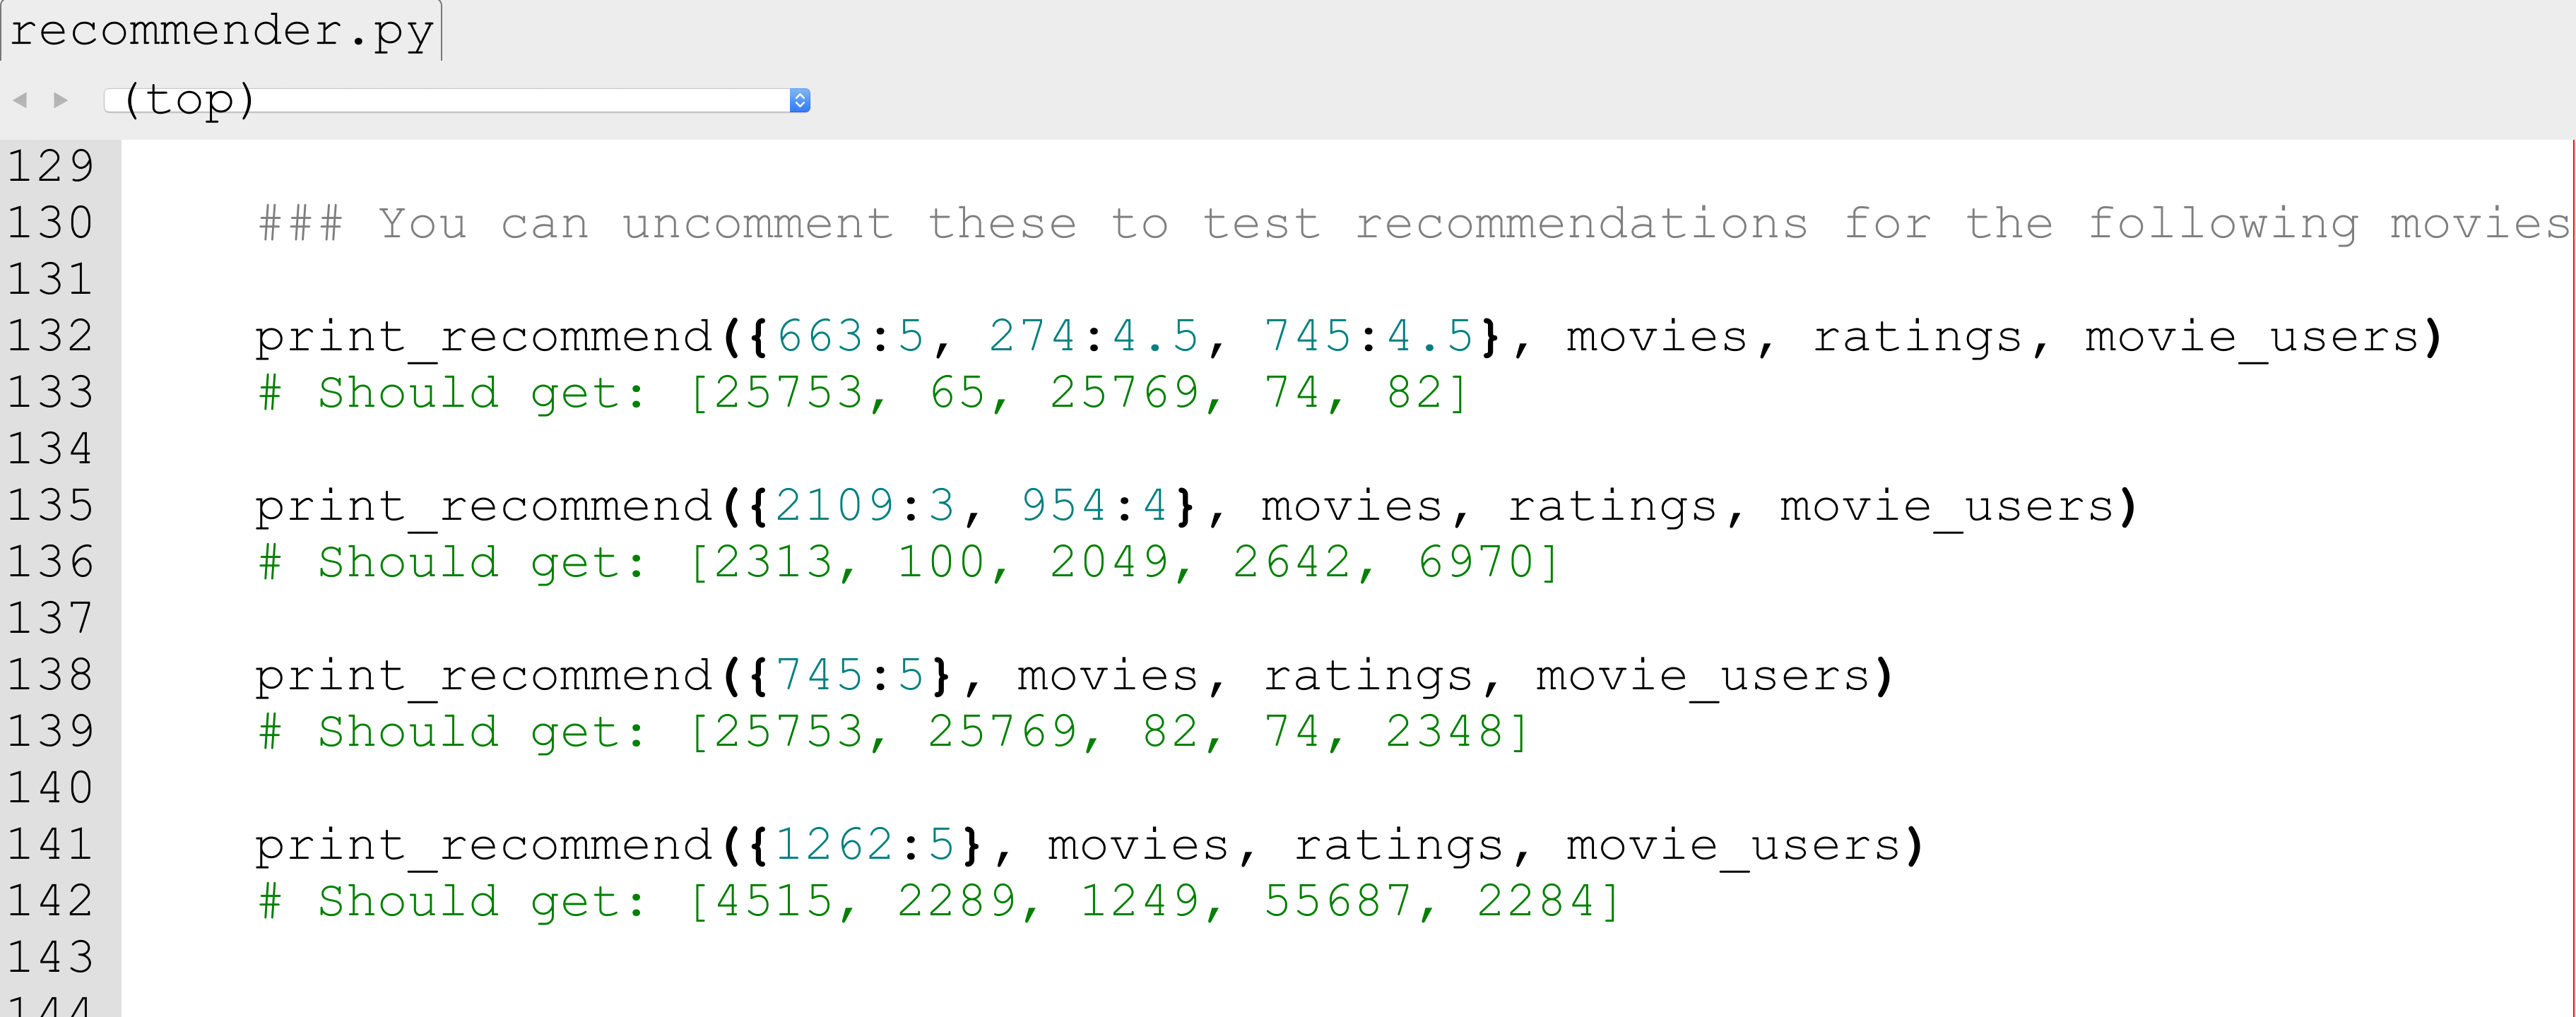 recommender.py
(top)
129
130 ### You can uncomment these to test recommendations for the following movies
131
132 print_recommend({663:5, 274:4.5, 745:4.5}, movies, ratings, movie_users)
133 # Should get: [25753, 65, 25769, 74, 82]
134
135 print_recommend({2109:3, 954:4}, movies, ratings, movie_users)
136 # Should get: [2313, 100, 2049, 2642, 6970]
137
138 print_recommend({745:5}, movies, ratings, movie_users)
139 # Should get: [25753, 25769, 82, 74, 2348]
140
141 print_recommend({1262:5}, movies, ratings, movie_users)
142 # Should get: [4515, 2289, 1249, 55687, 2284]
143
144